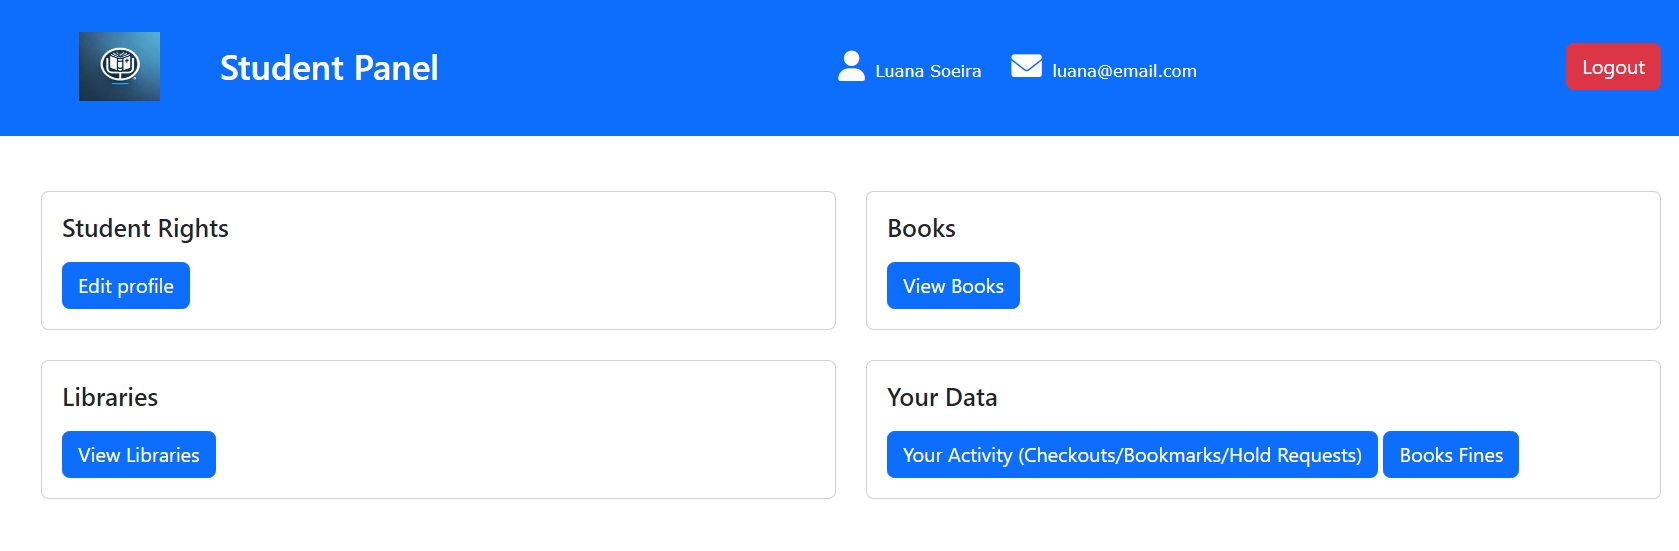 Student Panel
Luana Soeira
luana@email.com
Logout
Student Rights
Edit profile
Books
View Books
Libraries
View Libraries
Your Data
Your Activity (Checkouts/Bookmarks/Hold Requests)
Books Fines